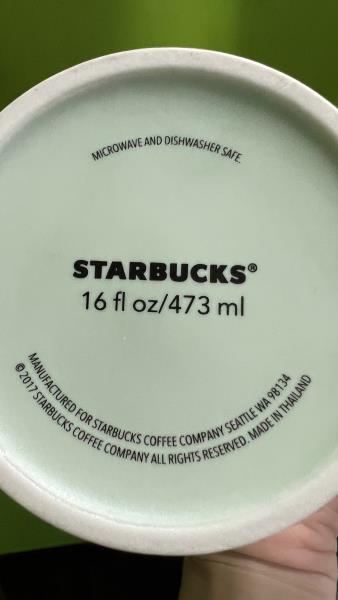 MICROWAVE AND DISHWASHER SAFE.
STARBUCKS®
16 fl oz/473 ml
MANUFACTURED FOR STARBUCKS COFFEE COMPANY SEATTLE WA 98134
© 2017 STARBUCKS COFFEE COMPANY ALL RIGHTS RESERVED. MADE IN THAILAND